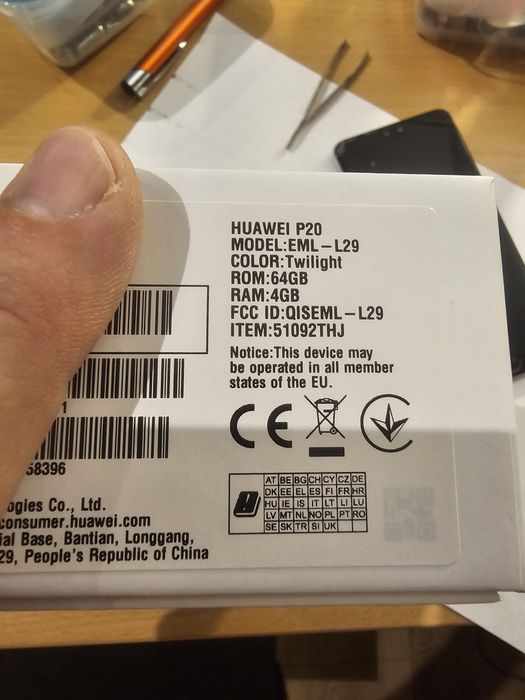 HUAWEI P20
MODEL:EML-L29
COLOR:Twilight
ROM:64GB
RAM:4GB
FCC ID:QISEML-L29
ITEM:51092THJ
Notice:This device may
be operated in all member
states of the EU.
CE
1
58396
AT BE BG CH CY CZ DE
DK EE EL ES FI FR HR
HU IE IS IT LT LI LU
LV MT NL NO PL PT RO
SE SK TR SI UK
ogies Co., Ltd.
consumer.huawei.com
ial Base, Bantian, Longgang,
29, People's Republic of China